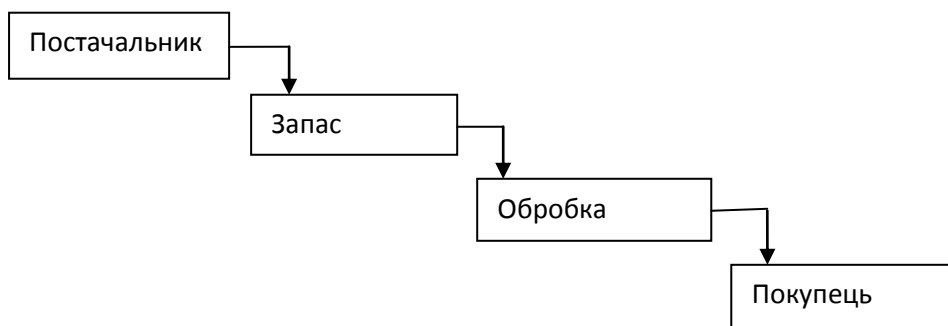 Постачальник
Запас
Обробка
Покупець